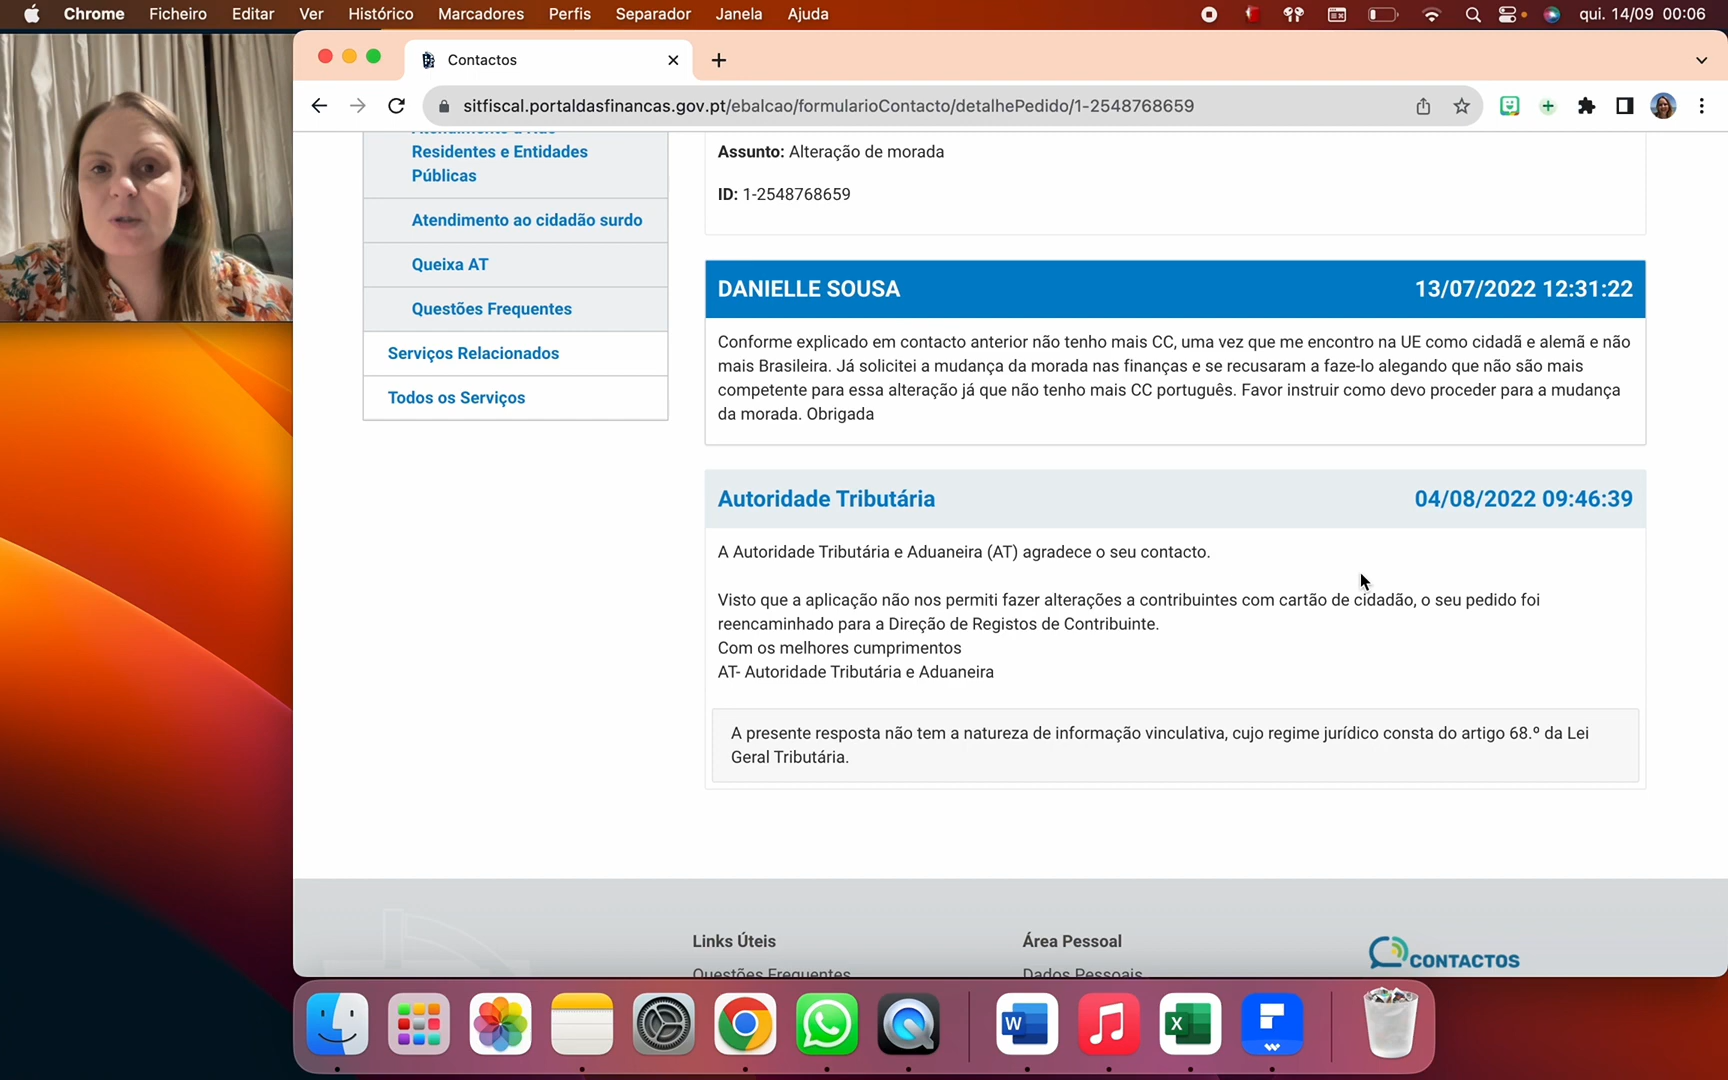 Chrome Ficheiro Editar Ver Histórico Marcadores Perfis Separador Janela Ajuda qui. 14/09 00:06
Contactos
sitfiscal.portaldasfinancas.gov.pt/ebalcao/formularioContacto/detalhePedido/1-2548768659
Residentes e Entidades
Públicas
Atendimento ao cidadão surdo
Queixa AT
Questões Frequentes
Serviços Relacionados
Todos os Serviços
Assunto: Alteração de morada
ID: 1-2548768659
DANIELLE SOUSA 13/07/2022 12:31:22
Conforme explicado em contacto anterior não tenho mais CC, uma vez que me encontro na UE como cidadã e alemã e não
mais Brasileira. Já solicitei a mudança da morada nas finanças e se recusaram a faze-lo alegando que não são mais
competente para essa alteração já que não tenho mais CC português. Favor instruir como devo proceder para a mudança
da morada. Obrigada
Autoridade Tributária 04/08/2022 09:46:39
A Autoridade Tributária e Aduaneira (AT) agradece o seu contacto.
Visto que a aplicação não nos permiti fazer alterações a contribuintes com cartão de cidadão, o seu pedido foi
reencaminhado para a Direção de Registos de Contribuinte.
Com os melhores cumprimentos
AT- Autoridade Tributária e Aduaneira
A presente resposta não tem a natureza de informação vinculativa, cujo regime jurídico consta do artigo 68.º da Lei
Geral Tributária.
Links Úteis
Questões Frequentes
Área Pessoal
Dados Pessoais
CONTACTOS
W
X